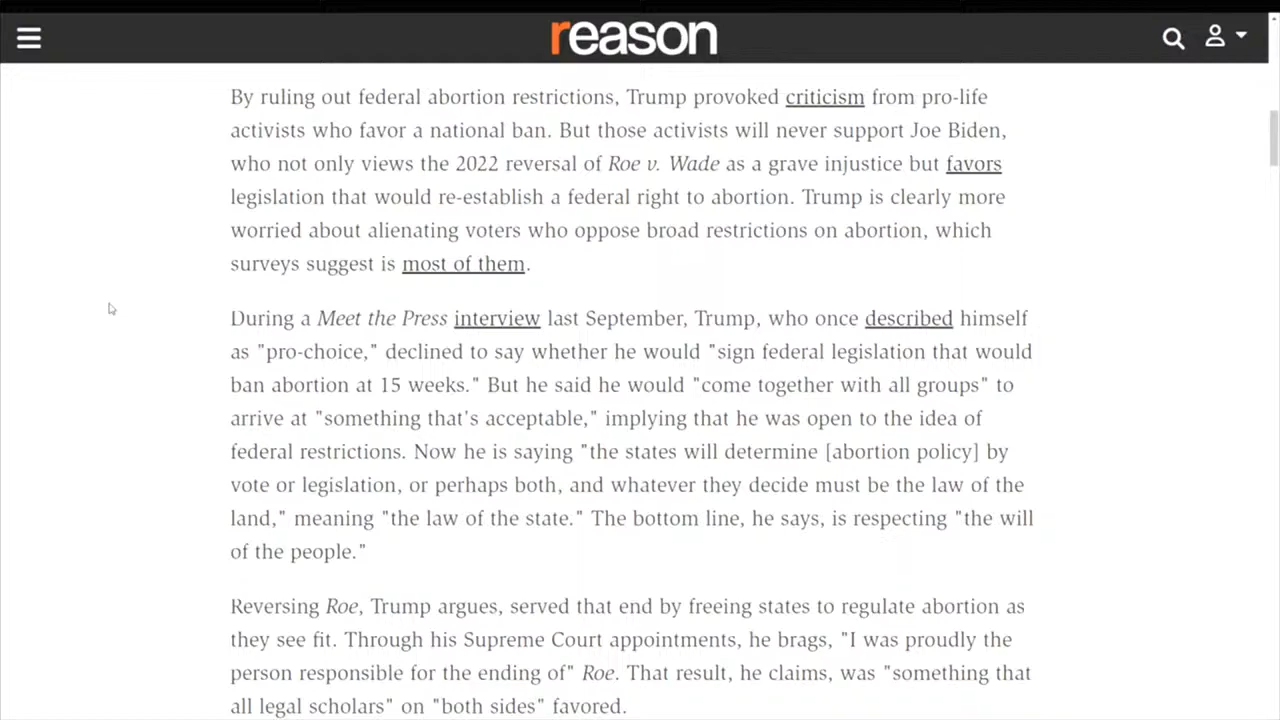 reason
By ruling out federal abortion restrictions, Trump provoked criticism from pro-life
activists who favor a national ban. But those activists will never support Joe Biden,
who not only views the 2022 reversal of Roe v. Wade as a grave injustice but favors
legislation that would re-establish a federal right to abortion. Trump is clearly more
worried about alienating voters who oppose broad restrictions on abortion, which
surveys suggest is most of them.
During a Meet the Press interview last September, Trump, who once described himself
as "pro-choice," declined to say whether he would "sign federal legislation that would
ban abortion at 15 weeks." But he said he would "come together with all groups" to
arrive at "something that's acceptable," implying that he was open to the idea of
federal restrictions. Now he is saying "the states will determine [abortion policy] by
vote or legislation, or perhaps both, and whatever they decide must be the law of the
land," meaning "the law of the state." The bottom line, he says, is respecting "the will
of the people."
Reversing Roe, Trump argues, served that end by freeing states to regulate abortion as
they see fit. Through his Supreme Court appointments, he brags, "I was proudly the
person responsible for the ending of" Roe. That result, he claims, was "something that
all legal scholars" on "both sides" favored.